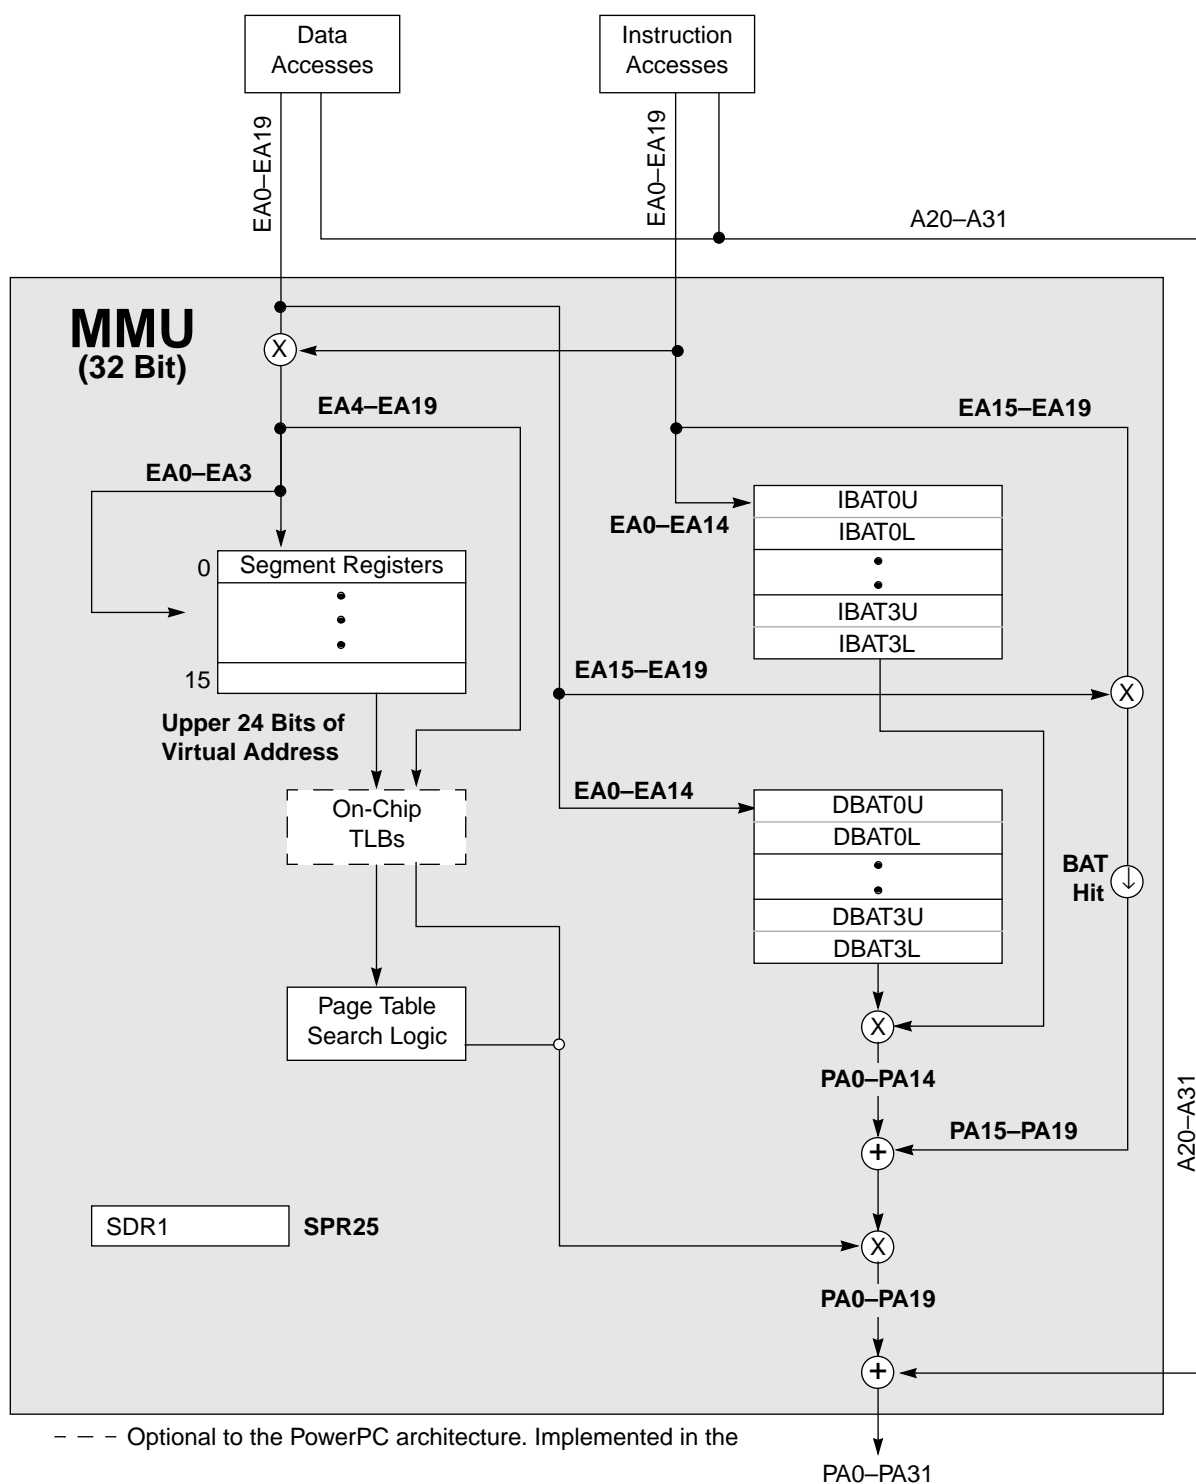 Data
Accesses
Instruction
Accesses
EA0–EA19
EA0–EA19
A20–A31
MMU
(32 Bit)
X
EA4–EA19
EA15–EA19
EA0–EA3
EA0–EA14
IBAT0U
IBAT0L
IBAT3U
IBAT3L
0
Segment Registers
15
EA15–EA19
X
Upper 24 Bits of
Virtual Address
EA0–EA14
On-Chip
TLBs
DBAT0U
DBAT0L
DBAT3U
DBAT3L
BAT
Hit
Page Table
Search Logic
X
PA0–PA14
PA15–PA19
+
A20–A31
SDR1
SPR25
X
PA0–PA19
+
– – – Optional to the PowerPC architecture. Implemented in the
PA0–PA31